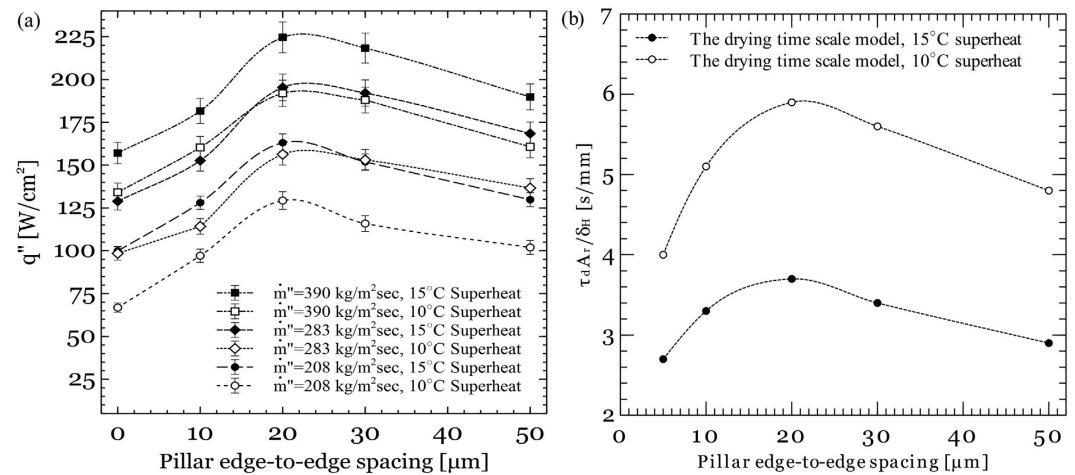 (a)
q" [W/cm²]
225
200
175
150
125
100
75
50
25
ṁ"=390 kg/m²sec, 15°C Superheat
ṁ"=390 kg/m²sec, 10°C Superheat
ṁ"=283 kg/m²sec, 15°C Superheat
ṁ"=283 kg/m²sec, 10°C Superheat
ṁ"=208 kg/m²sec, 15°C Superheat
ṁ"=208 kg/m²sec, 10°C Superheat
0 10 20 30 40 50
Pillar edge-to-edge spacing [µm]
(b)
τdAr/δH [s/mm]
The drying time scale model, 15°C superheat
The drying time scale model, 10°C superheat
7
6
5
4
3
2
0 10 20 30 40 50
Pillar edge-to-edge spacing [µm]